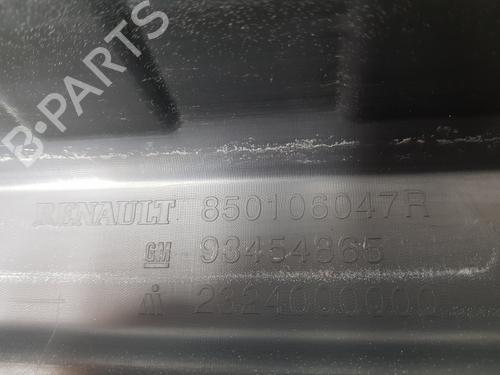 B-PARTS
RENAULT 850106047R
GM 93454865
2324000000